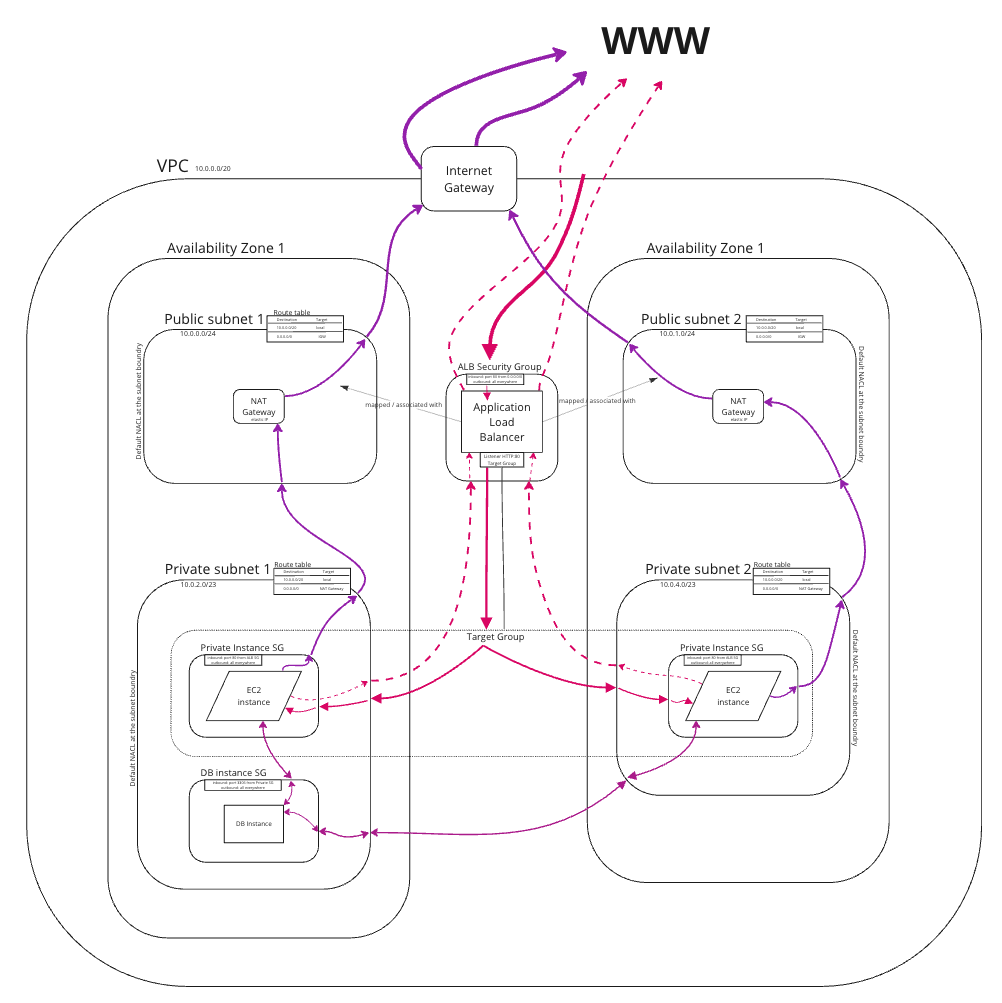 WWW
Internet
Gateway
VPC 10.0.0.0/20
Availability Zone 1
Availability Zone 1
Public subnet 1
10.0.0.0/24
Route table
Destination Target
10.0.0.0/20 local
0.0.0.0/0 IGW
Default NACL at the subnet boundry
NAT
Gateway
elastic IP
mapped / associated with
ALB Security Group
inbound: port 80 from 0.0.0.0/0
outbound: all everywhere
Application
Load
Balancer
Listener HTTP:80
Target Group
mapped / associated with
Public subnet 2
10.0.1.0/24
Destination Target
10.0.0.0/20 local
0.0.0.0/0 IGW
NAT
Gateway
elastic IP
Default NACL at the subnet boundry
Private subnet 1
10.0.2.0/23
Route table
Destination Target
10.0.0.0/20 local
0.0.0.0/0 NAT Gateway
Private subnet 2
10.0.4.0/23
Route table
Destination Target
10.0.0.0/20 local
0.0.0.0/0 NAT Gateway
Target Group
Private Instance SG
inbound: port 80 from ALB SG
outbound: all everywhere
EC2
instance
Private Instance SG
inbound: port 80 from ALB SG
outbound: all everywhere
EC2
instance
Default NACL at the subnet boundry
Default NACL at the subnet boundry
DB instance SG
inbound: port 3306 from Private SG
outbound: all everywhere
DB Instance